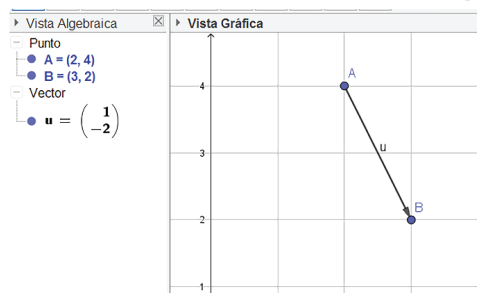 Vista Algebraica
Punto
A = (2, 4)
B = (3, 2)
Vector
u = ( 1
-2 )
Vista Gráfica
4
A
3
u
B
2
1